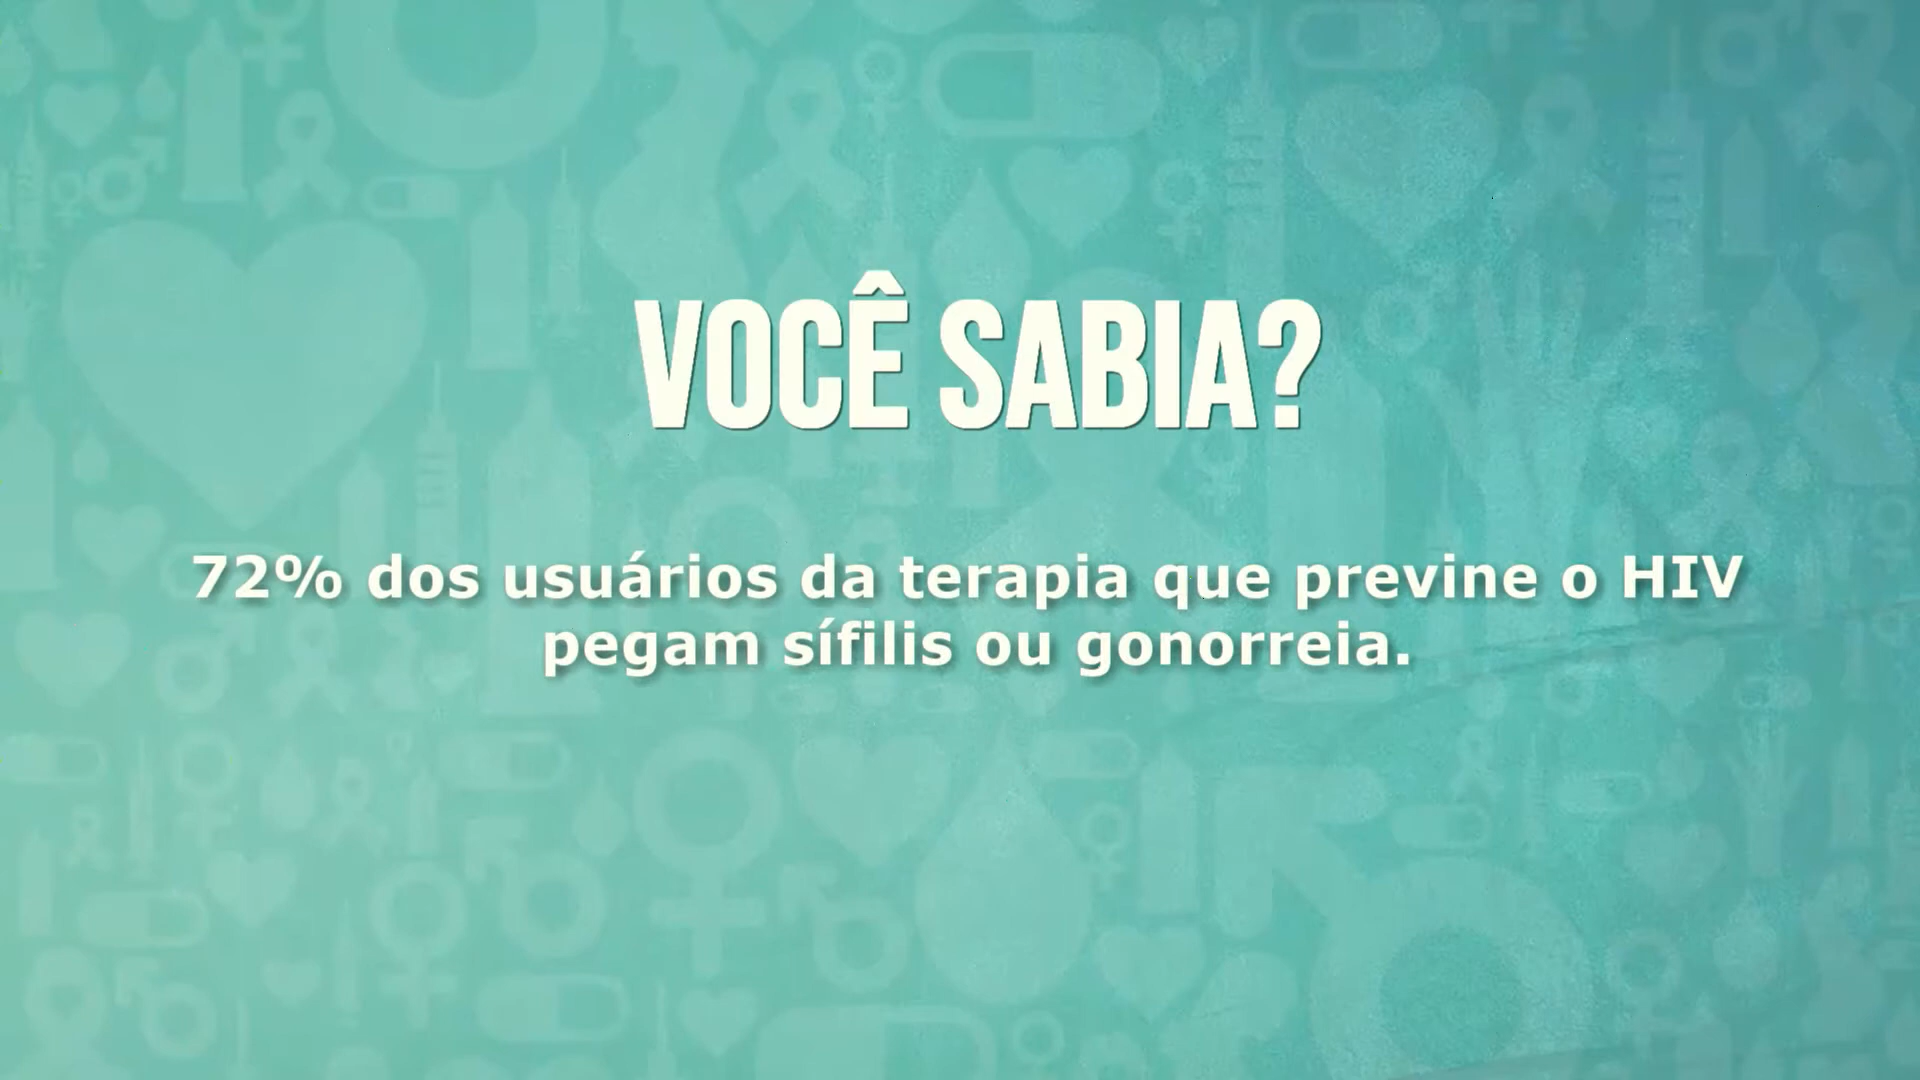 VOCÊ SABIA?
72% dos usuários da terapia que previne o HIV
pegam sífilis ou gonorreia.